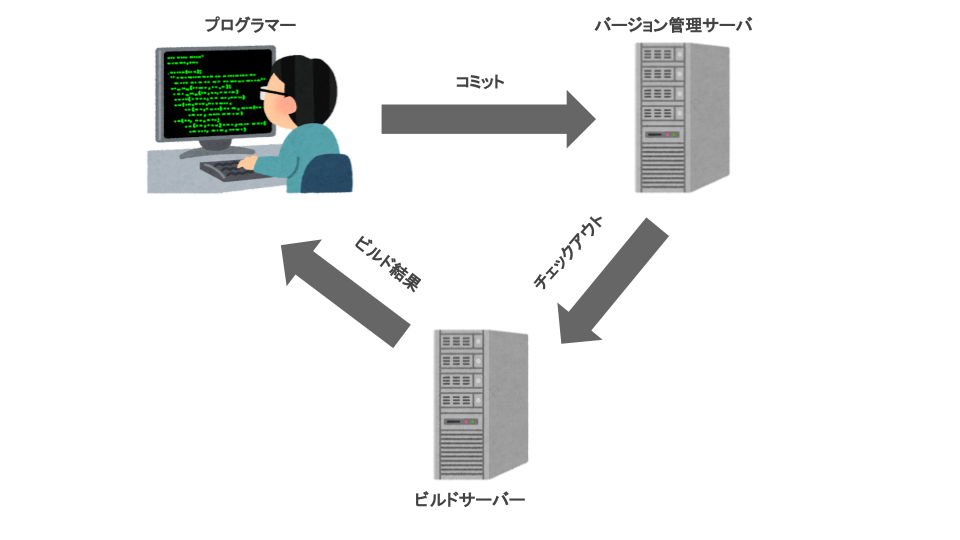 プログラマー
バージョン管理サーバ
コミット
チェックアウト
ビルド結果
ビルドサーバー